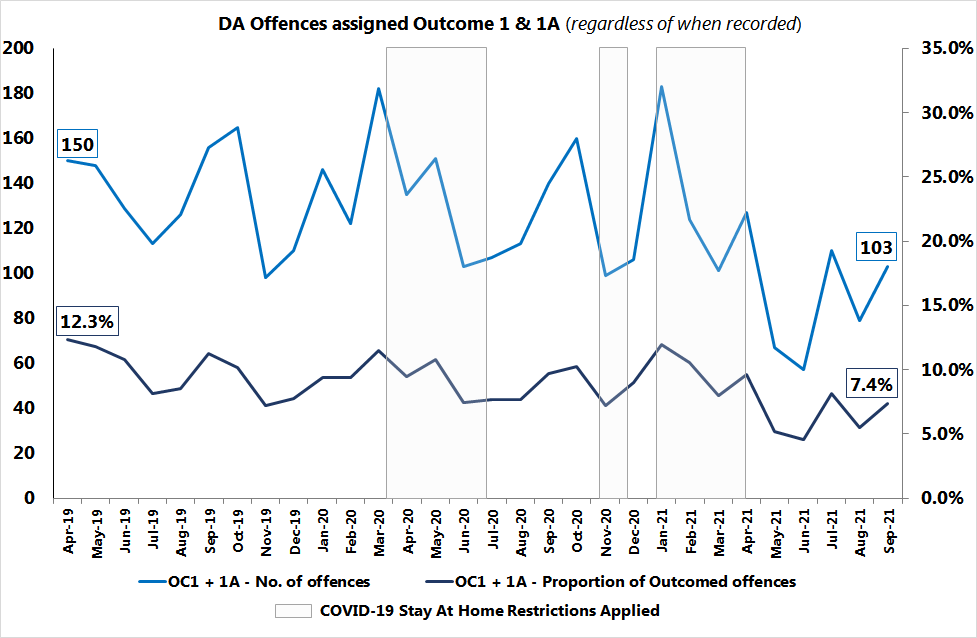 DA Offences assigned Outcome 1 & 1A (regardless of when recorded)
200
180
160
140
120
100
80
60
40
20
0
35.0%
30.0%
25.0%
20.0%
15.0%
10.0%
5.0%
0.0%
150
12.3%
103
7.4%
Apr-19
May-19
Jun-19
Jul-19
Aug-19
Sep-19
Oct-19
Nov-19
Dec-19
Jan-20
Feb-20
Mar-20
Apr-20
May-20
Jun-20
Jul-20
Aug-20
Sep-20
Oct-20
Nov-20
Dec-20
Jan-21
Feb-21
Mar-21
Apr-21
May-21
Jun-21
Jul-21
Aug-21
Sep-21
OC1 + 1A - No. of offences
OC1 + 1A - Proportion of Outcomed offences
COVID-19 Stay At Home Restrictions Applied